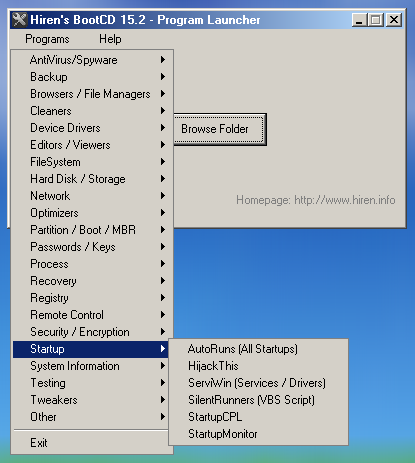 Hiren's BootCD 15.2 - Program Launcher
Programs Help
AntiVirus/Spyware
Backup
Browsers / File Managers
Cleaners
Device Drivers
Editors / Viewers
FileSystem
Hard Disk / Storage
Network
Optimizers
Partition / Boot / MBR
Passwords / Keys
Process
Recovery
Registry
Remote Control
Security / Encryption
Startup
System Information
Testing
Tweakers
Other
Exit
Browse Folder
Homepage: http://www.hiren.info
AutoRuns (All Startups)
HijackThis
ServiWin (Services / Drivers)
SilentRunners (VBS Script)
StartupCPL
StartupMonitor